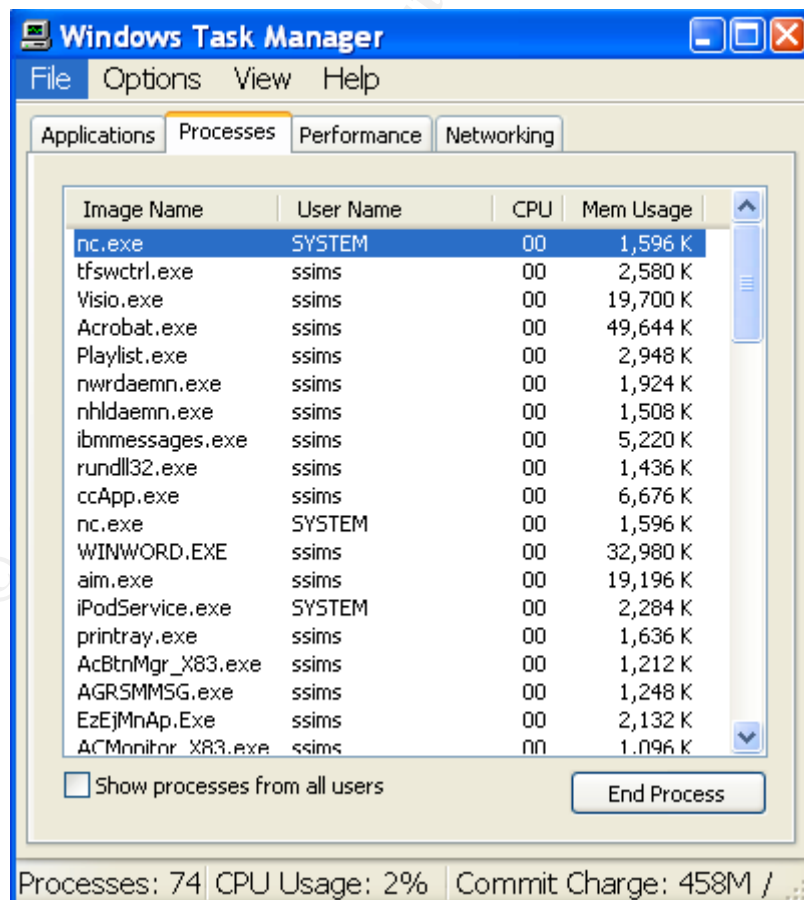 Windows Task Manager
File Options View Help
Applications Processes Performance Networking
Image Name User Name CPU Mem Usage
nc.exe SYSTEM 00 1,596 K
tfswctrl.exe ssims 00 2,580 K
Visio.exe ssims 00 19,700 K
Acrobat.exe ssims 00 49,644 K
Playlist.exe ssims 00 2,948 K
nwrdaemn.exe ssims 00 1,924 K
nhldaemn.exe ssims 00 1,508 K
ibmmessages.exe ssims 00 5,220 K
rundll32.exe ssims 00 1,436 K
ccApp.exe ssims 00 6,676 K
nc.exe SYSTEM 00 1,596 K
WINWORD.EXE ssims 00 32,980 K
aim.exe ssims 00 19,196 K
iPodService.exe SYSTEM 00 2,284 K
printray.exe ssims 00 1,636 K
AcBtnMgr_X83.exe ssims 00 1,212 K
AGRSMMSG.exe ssims 00 1,248 K
EzEjMnAp.Exe ssims 00 2,132 K
ACMonitor_X83.exe ssims 00 1,096 K
Show processes from all users
End Process
Processes: 74 CPU Usage: 2% Commit Charge: 458M /